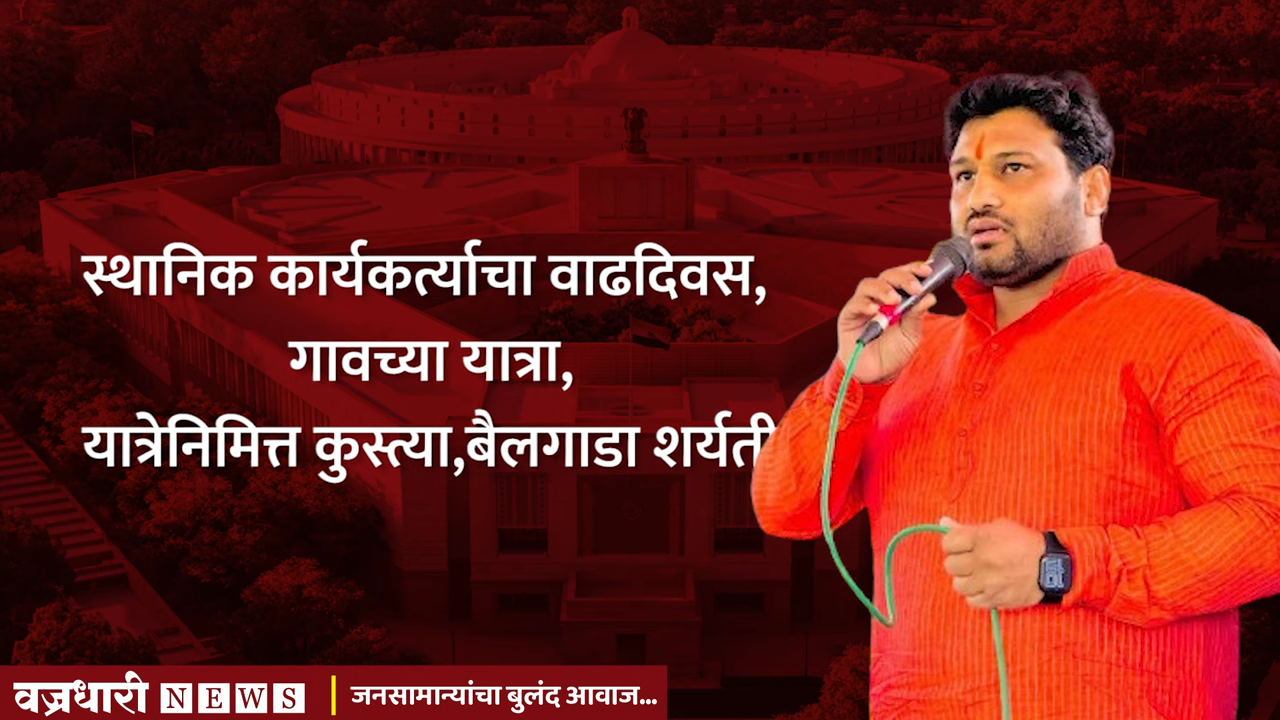 स्थानिक कार्यकर्त्याचा वाढदिवस,
गावच्या यात्रा,
यात्रेनिमित्त कुस्त्या,बैलगाडा शर्यती
वज्रधारी NEWS | जनसामान्यांचा बुलंद आवाज...